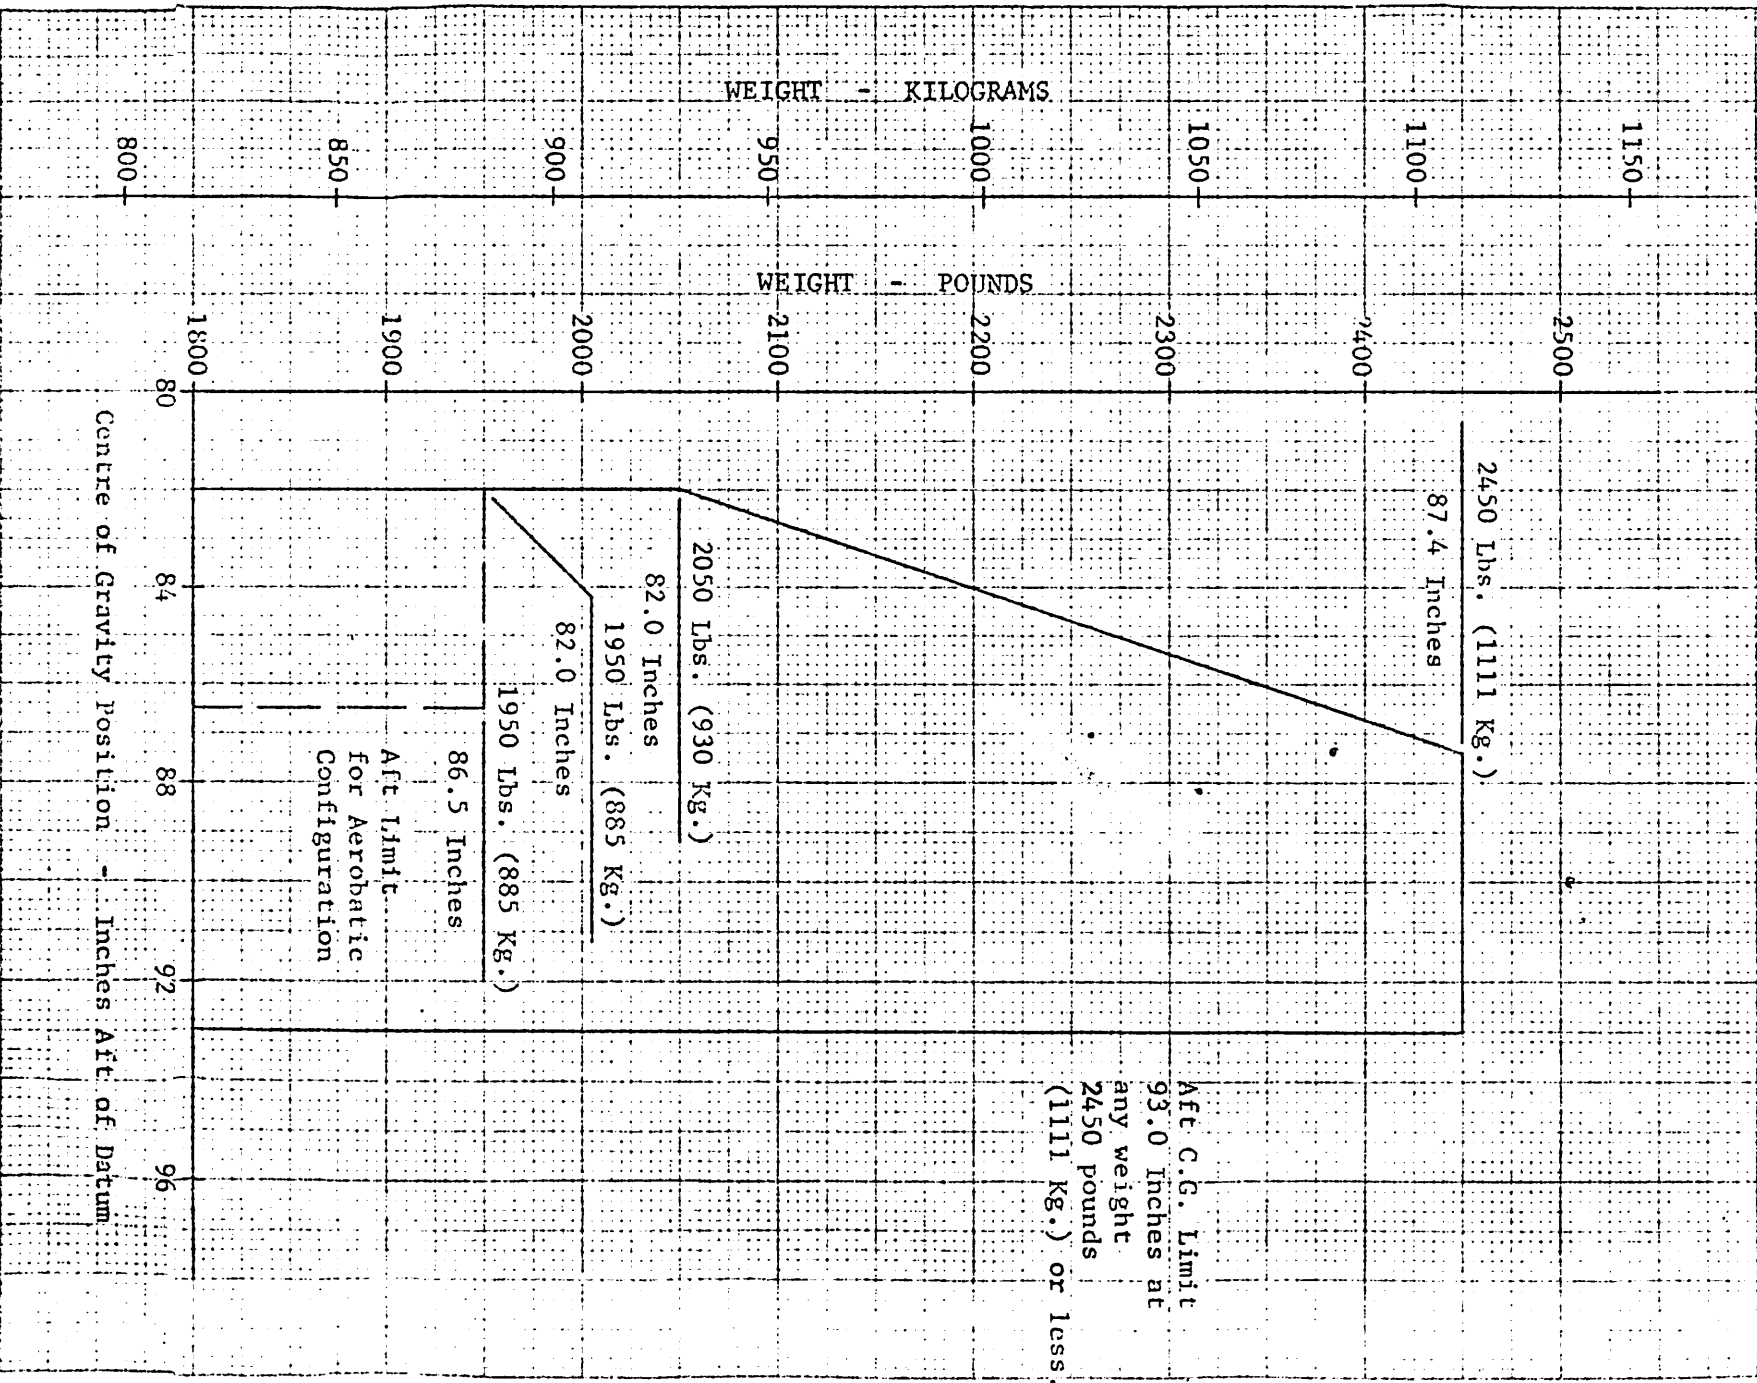 WEIGHT - KILOGRAMS
800
850
900
950
1000
1050
1100
1150
WEIGHT - POUNDS
1800
1900
2000
2100
2200
2300
2400
2500
2450 Lbs. (1111 Kg.)
87.4 Inches
2050 Lbs. (930 Kg.)
82.0 Inches
1950 Lbs. (885 Kg.)
82.0 Inches
1950 Lbs. (885 Kg.)
86.5 Inches
Aft Limit
for Aerobatic
Configuration
Aft C.G. Limit
93.0 Inches at
any weight
2450 pounds
(1111 Kg.) or less.
80
84
88
92
96
Centre of Gravity Position - Inches Aft of Datum